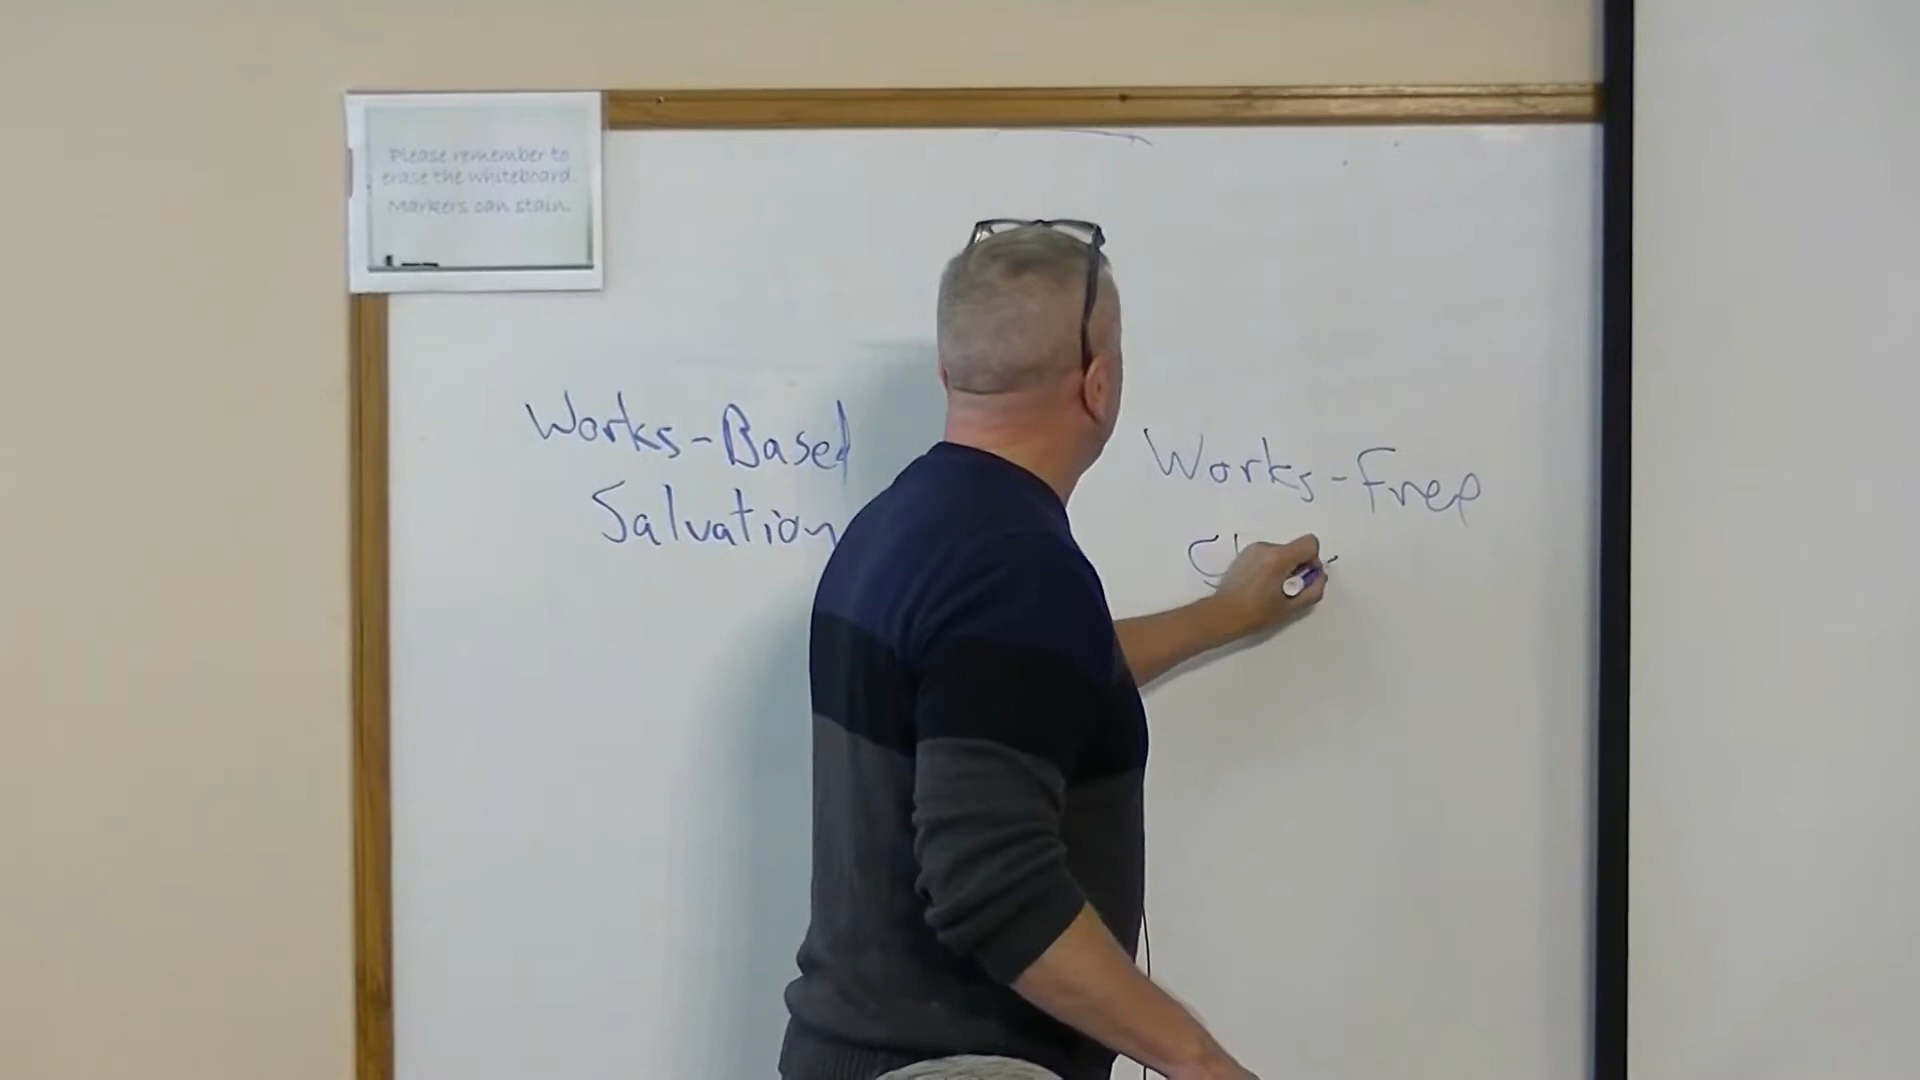 Please remember to
erase the whiteboard.
Markers can stain.
Works-Based
Salvation
Works-Free